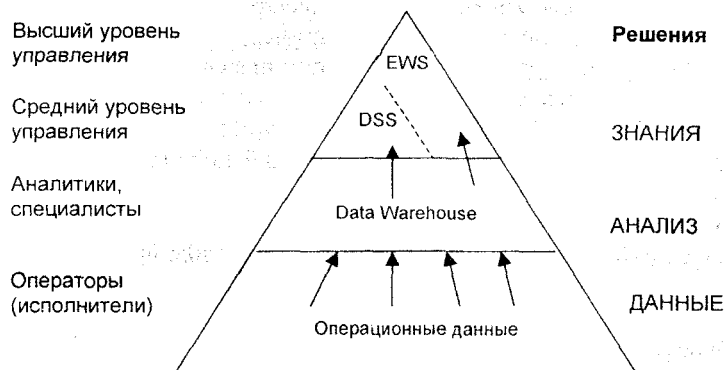 Высший уровень
управления
Решения
EWS
Средний уровень
управления
DSS
ЗНАНИЯ
Аналитики,
специалисты
Data Warehouse
АНАЛИЗ
Операторы
(исполнители)
Операционные данные
ДАННЫЕ